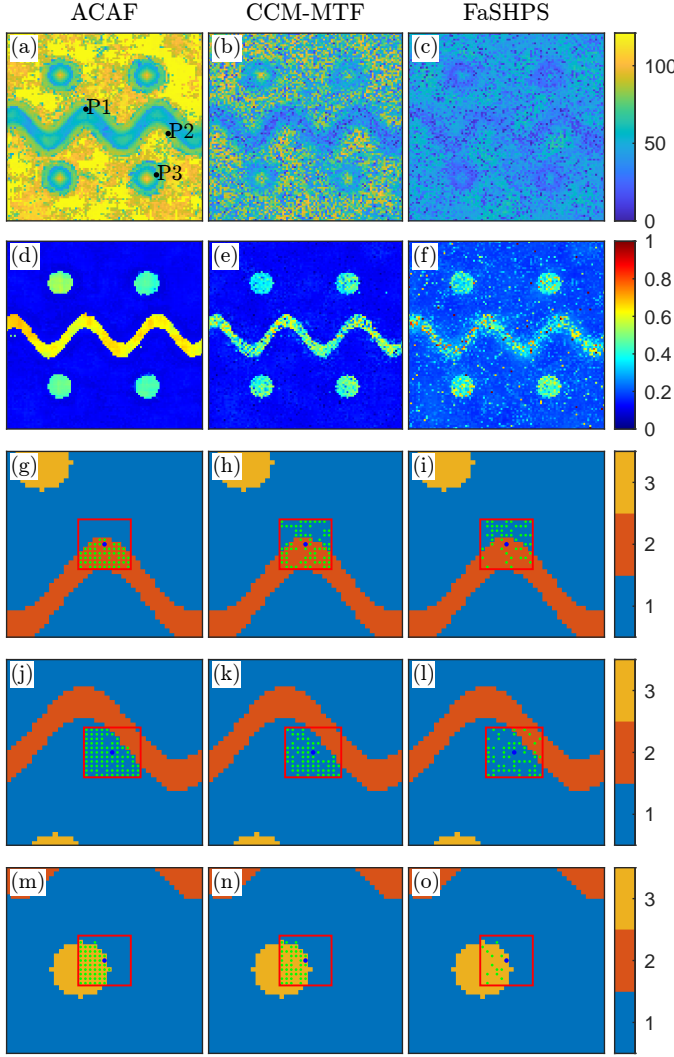 ACAF CCM-MTF FaSHPS
(a) (b) (c)
100
P1
P2
50
P3
0
(d) (e) (f)
1
0.8
0.6
0.4
0.2
0
(g) (h) (i)
3
2
1
(j) (k) (l)
3
2
1
(m) (n) (o)
3
2
1